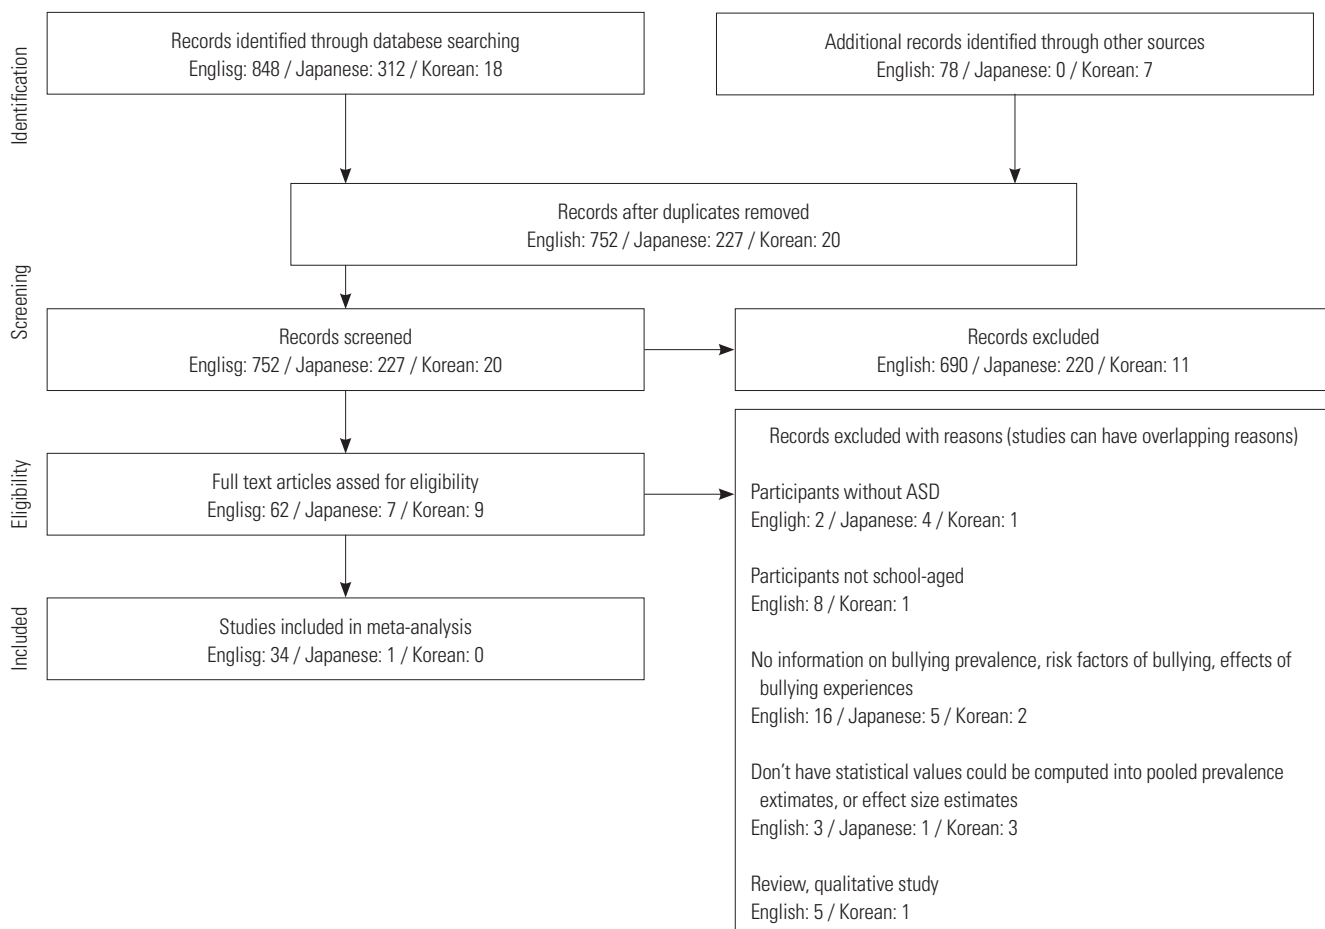 Identification
Records identified through databese searching
Englisg: 848 / Japanese: 312 / Korean: 18
Additional records identified through other sources
English: 78 / Japanese: 0 / Korean: 7
Records after duplicates removed
English: 752 / Japanese: 227 / Korean: 20
Screening
Records screened
Englisg: 752 / Japanese: 227 / Korean: 20
Records excluded
English: 690 / Japanese: 220 / Korean: 11
Eligibility
Full text articles assed for eligibility
Englisg: 62 / Japanese: 7 / Korean: 9
Records excluded with reasons (studies can have overlapping reasons)
Participants without ASD
Engligh: 2 / Japanese: 4 / Korean: 1
Participants not school-aged
English: 8 / Korean: 1
No information on bullying prevalence, risk factors of bullying, effects of
bullying experiences
English: 16 / Japanese: 5 / Korean: 2
Don't have statistical values could be computed into pooled prevalence
extimates, or effect size estimates
English: 3 / Japanese: 1 / Korean: 3
Review, qualitative study
English: 5 / Korean: 1
Included
Studies included in meta-analysis
Englisg: 34 / Japanese: 1 / Korean: 0